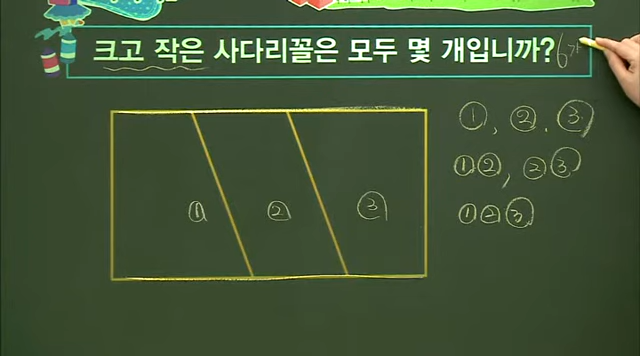 크고 작은 사다리꼴은 모두 몇 개입니까? 6개
①, ②, ③
①②, ②③
① ② ③
①②③